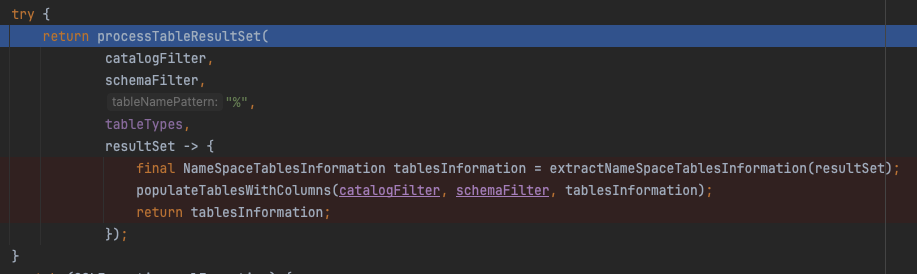 try {
return processTableResultSet(
catalogFilter,
schemaFilter,
tableNamePattern: "%",
tableTypes,
resultSet -> {
final NameSpaceTablesInformation tablesInformation = extractNameSpaceTablesInformation(resultSet);
populateTablesWithColumns(catalogFilter, schemaFilter, tablesInformation);
return tablesInformation;
});
}